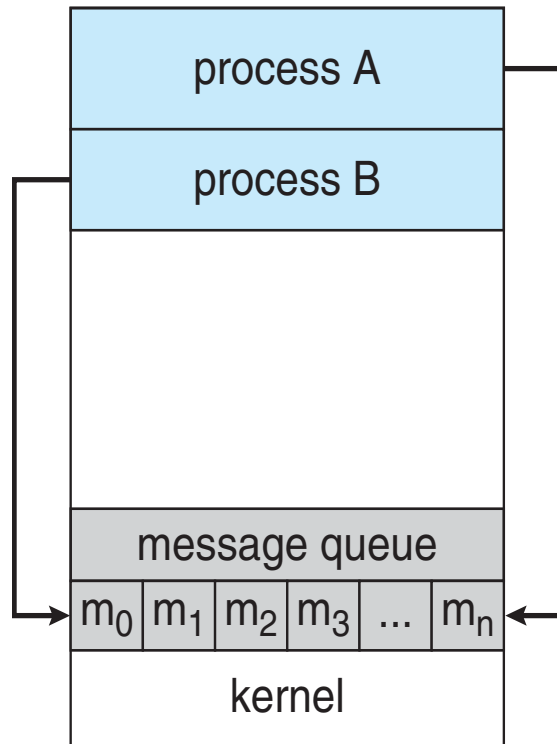 process A
process B
message queue
m₀ m₁ m₂ m₃ ... mₙ
kernel